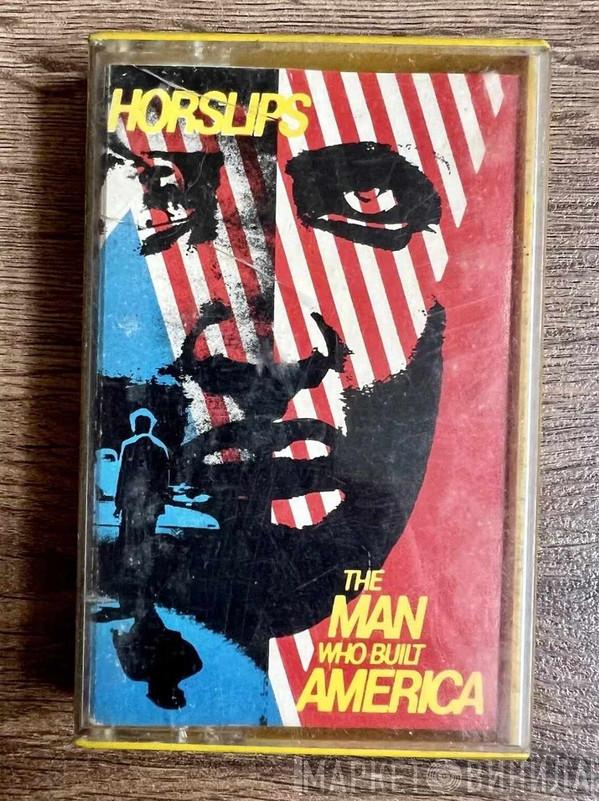 HORSLIPS
THE
MAN
WHO BUILT
AMERICA
МАРКЕТ ВИНИЛА